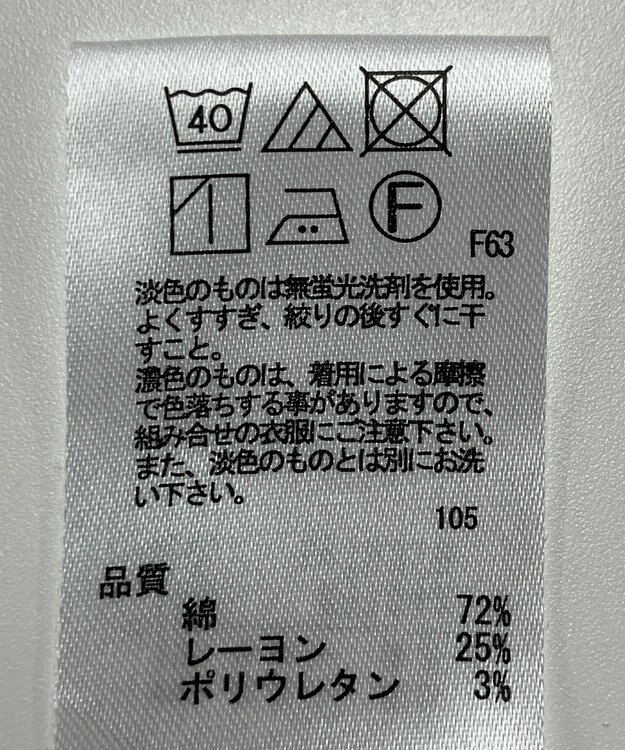 40
F
F63
淡色のものは無蛍光洗剤を使用。
よくすすぎ、絞りの後すぐに干
すこと。
濃色のものは、着用による摩擦
で色落ちする事がありますので、
組み合せの衣服にご注意下さい。
また、淡色のものとは別にお洗
い下さい。
105
品質
綿 72%
レーヨン 25%
ポリウレタン 3%